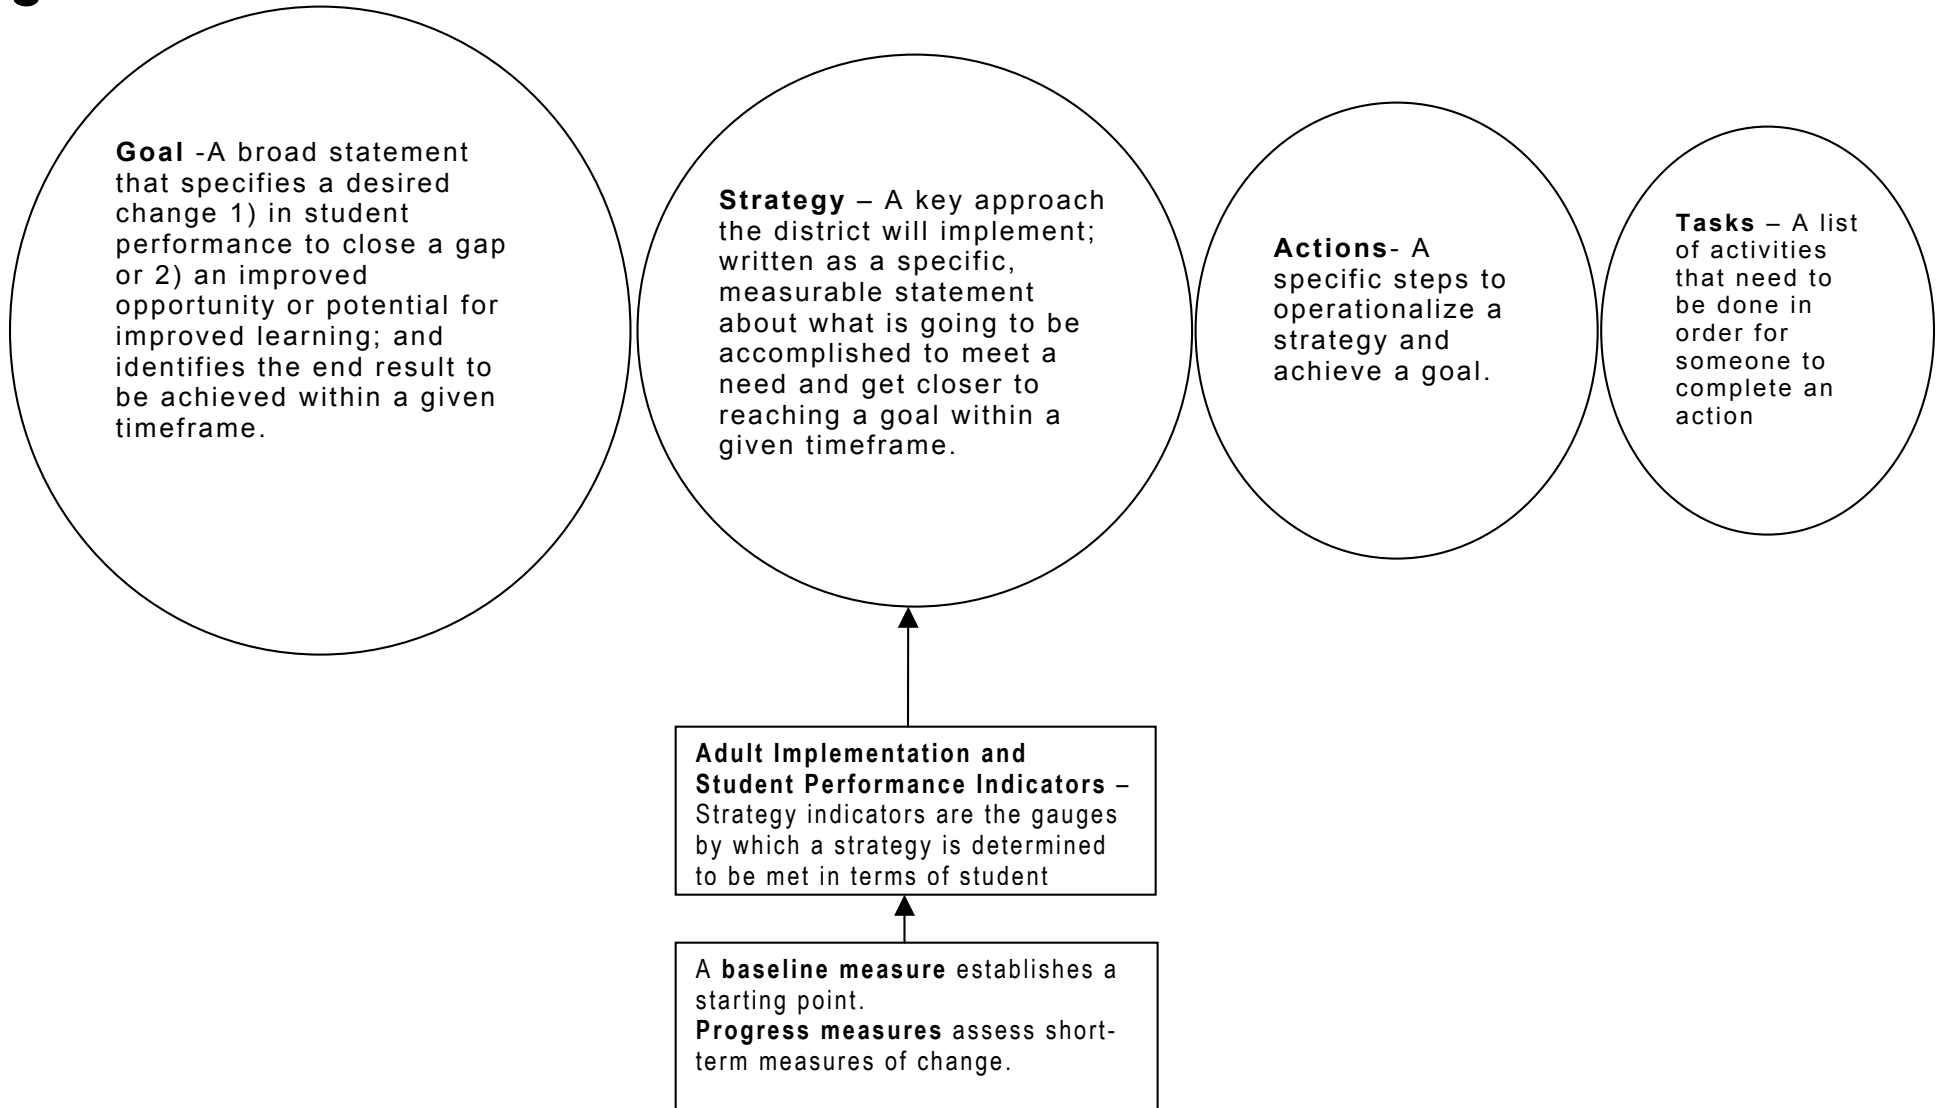 Goal -A broad statement
that specifies a desired
change 1) in student
performance to close a gap
or 2) an improved
opportunity or potential for
improved learning; and
identifies the end result to
be achieved within a given
timeframe.
Strategy – A key approach
the district will implement;
written as a specific,
measurable statement
about what is going to be
accomplished to meet a
need and get closer to
reaching a goal within a
given timeframe.
Actions- A
specific steps to
operationalize a
strategy and
achieve a goal.
Tasks – A list
of activities
that need to
be done in
order for
someone to
complete an
action
Adult Implementation and
Student Performance Indicators –
Strategy indicators are the gauges
by which a strategy is determined
to be met in terms of student
A baseline measure establishes a
starting point.
Progress measures assess short-
term measures of change.